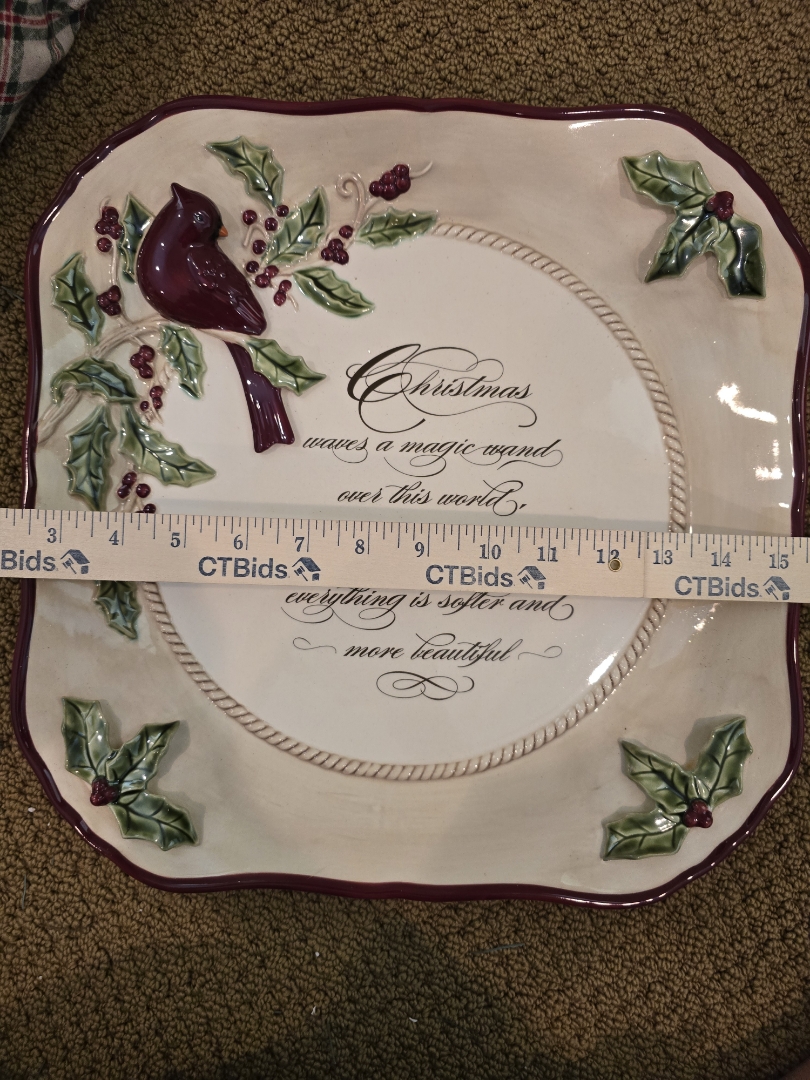 Christmas
waves a magic wand
over this world,
3 4 5 6 7 8 9 10 11 12 13 14 15
Bids CTBids CTBids CTBids
everything is softer and
more beautiful